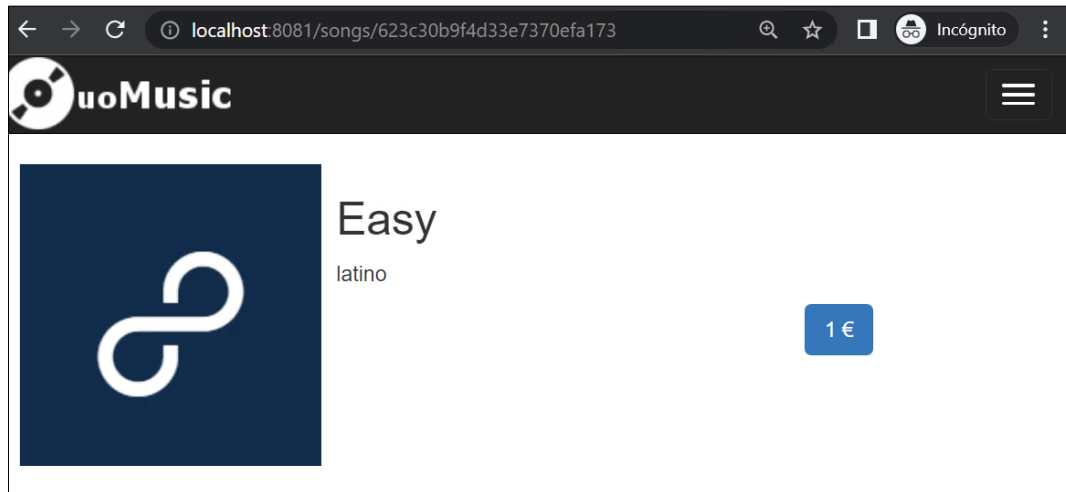 localhost:8081/songs/623c30b9f4d33e7370efa173 Incógnito
uoMusic
Easy
latino
1 €